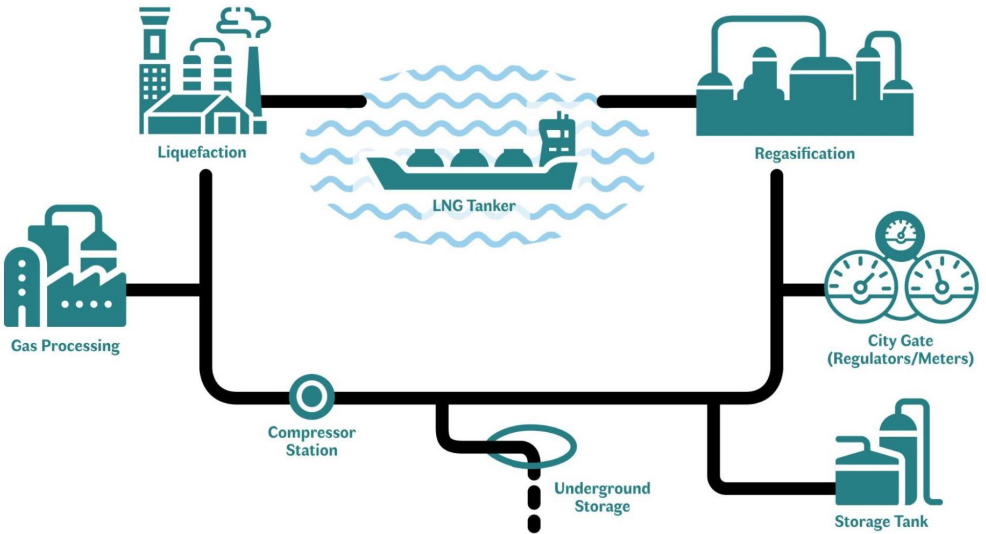 Liquefaction
LNG Tanker
Regasification
Gas Processing
City Gate
(Regulators/Meters)
Compressor
Station
Underground
Storage
Storage Tank